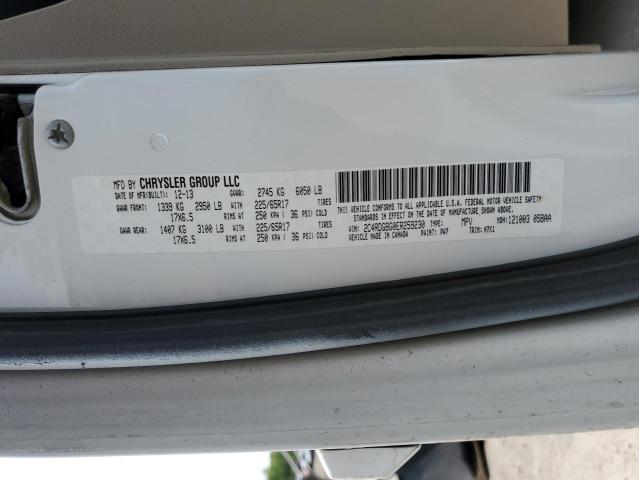 MFD BY CHRYSLER GROUP LLC
DATE OF MFR(BUILT): 12-13 GVWR: 2745 KG 6050 LB
GAWR FRONT: 1339 KG 2950 LB WITH 225/65R17
17X6.5 RIMS AT 250 KPA ( 36 PSI) COLD
GAWR REAR: 1407 KG 3100 LB WITH 225/65R17
17X6.5 RIMS AT 250 KPA ( 36 PSI) COLD
THIS VEHICLE CONFORMS TO ALL APPLICABLE U.S.A. FEDERAL MOTOR VEHICLE SAFETY
STANDARDS IN EFFECT ON THE DATE OF MANUFACTURE SHOWN ABOVE.
VIN: 2C4RDGBG0ER259230 TYPE: MPV MDH: 121003 058AA
VEHICLE MADE IN CANADA PAINT: PW7 TRIM: H7X1